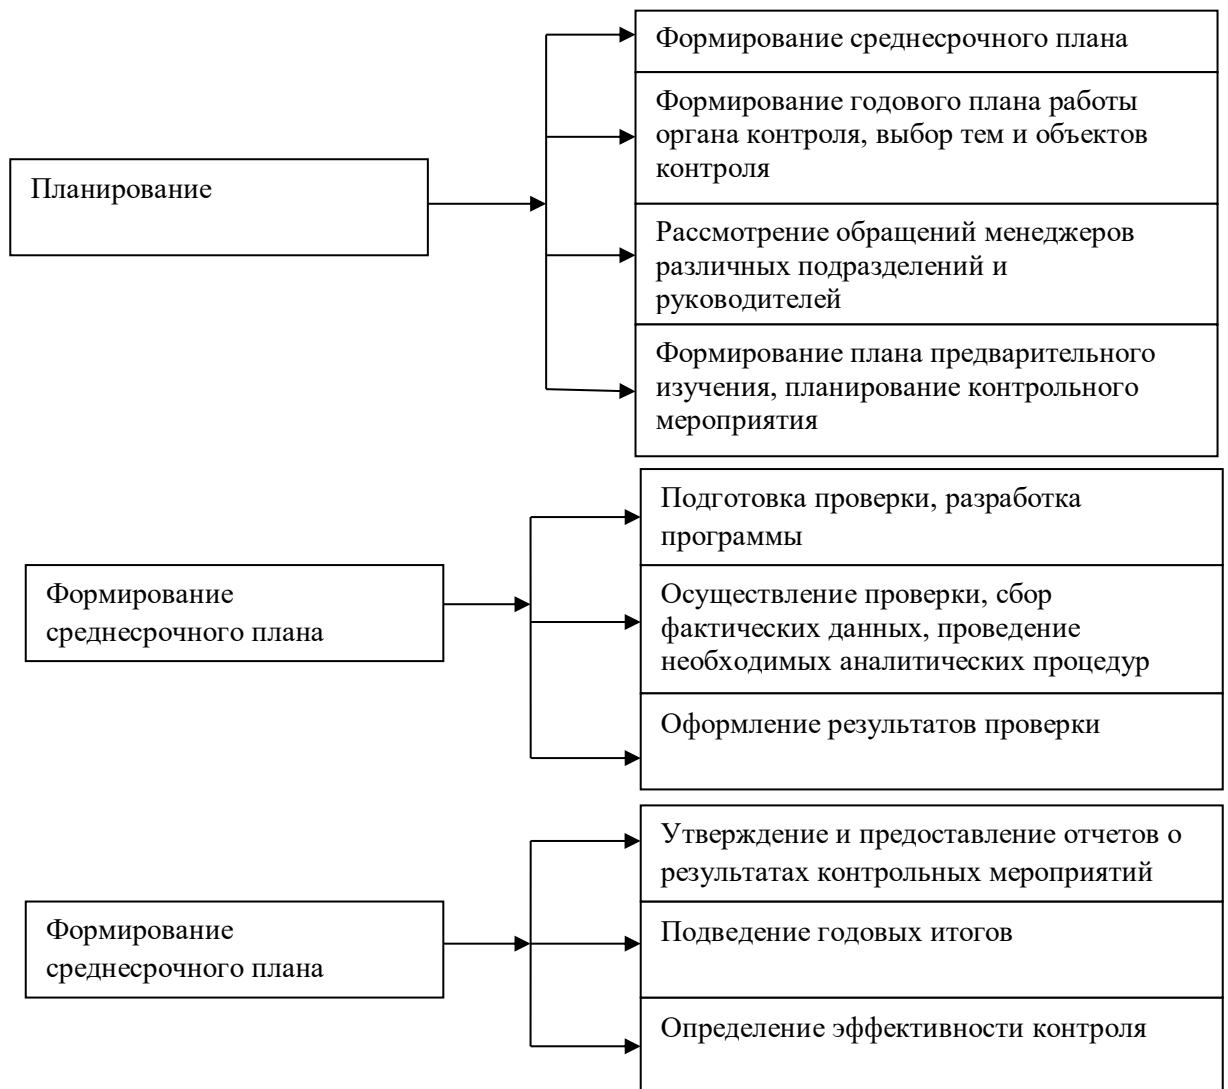 Планирование
Формирование среднесрочного плана
Формирование годового плана работы
органа контроля, выбор тем и объектов
контроля
Рассмотрение обращений менеджеров
различных подразделений и
руководителей
Формирование плана предварительного
изучения, планирование контрольного
мероприятия
Формирование
среднесрочного плана
Подготовка проверки, разработка
программы
Осуществление проверки, сбор
фактических данных, проведение
необходимых аналитических процедур
Оформление результатов проверки
Формирование
среднесрочного плана
Утверждение и предоставление отчетов о
результатах контрольных мероприятий
Подведение годовых итогов
Определение эффективности контроля